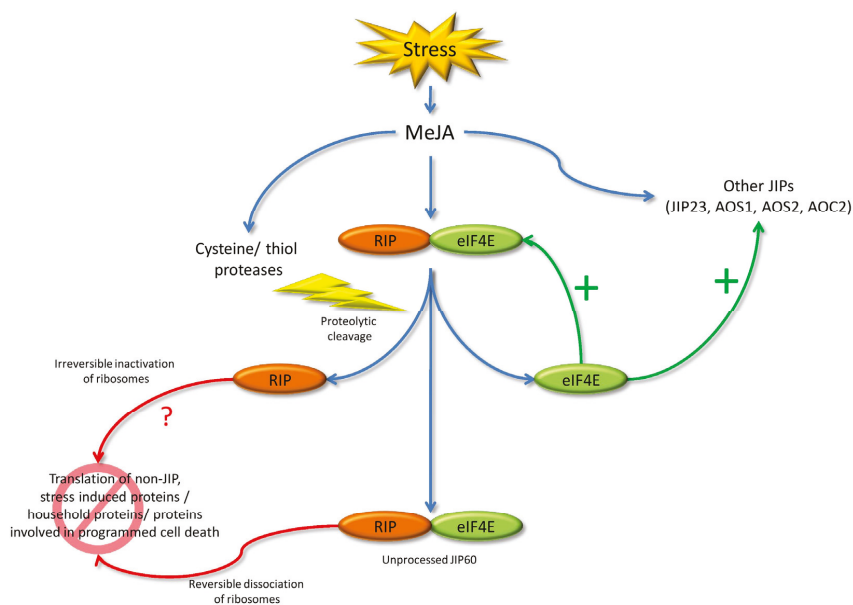 Stress
MeJA
Other JIPs
(JIP23, AOS1, AOS2, AOC2)
RIP
eIF4E
Cysteine/ thiol
proteases
+
+
Proteolytic
cleavage
Irreversible inactivation
of ribosomes
RIP
eIF4E
?
Translation of non-JIP,
stress induced proteins /
household proteins/ proteins
involved in programmed cell death
RIP
eIF4E
Unprocessed JIP60
Reversible dissociation
of ribosomes